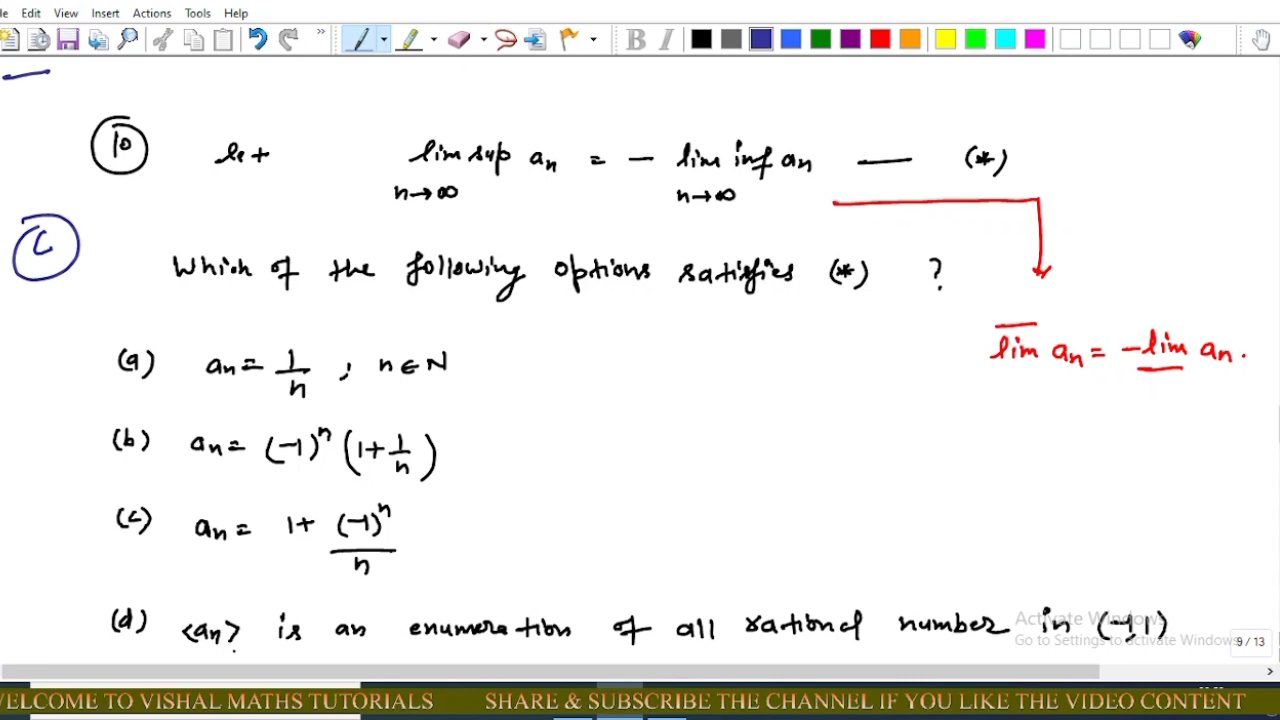 le Edit View Insert Actions Tools Help
10 let lim sup an = - lim inf an — (*)
n→∞ n→∞
C
Which of the following options satisfies (*) ?
lim an = -lim an.
(a) an = 1/n ; n ∈ N
(b) an = (-1)^n (1 + 1/n)
(c) an = 1 + (-1)^n/n
(d) <an> is an enumeration of all rational number in (-1,1)
Activate Windows
Go to Settings to activate Windows.
9 / 13
WELCOME TO VISHAL MATHS TUTORIALS SHARE & SUBSCRIBE THE CHANNEL IF YOU LIKE THE VIDEO CONTENT